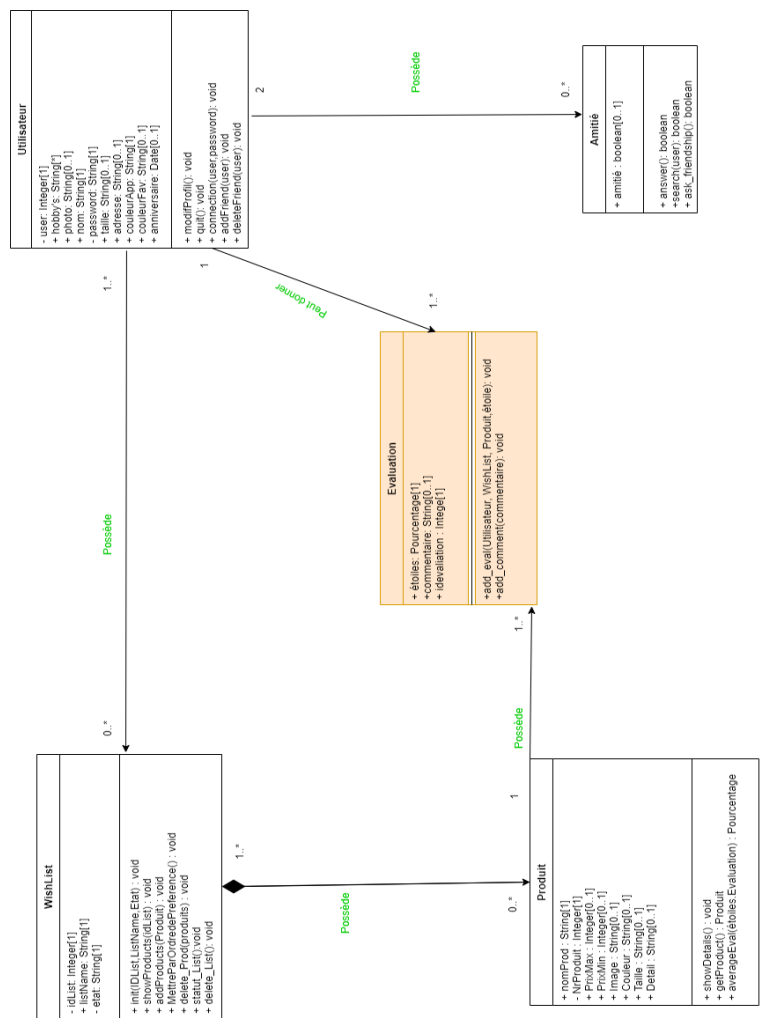 Utilisateur
- user: Integer[1]
+ hobby's: String[*]
+ photo: String[0..1]
+ nom: String[1]
- password: String[1]
+ taille: String[0..1]
+ adresse: String[0..1]
+ couleurApp: String[1]
+ couleurFav: String[0..1]
+ anniversaire: Date[0..1]
+ modifProfil(): void
+ quit(): void
+ connection(user,password): void
+ addFriend(user): void
+ deleteFriend(user): void
2
Possède
0..*
Amitié
+ amitié : boolean[0..1]
+ answer(): boolean
+search(user): boolean
+ ask_friendship(): boolean
1
Peut donner
1..*
Evaluation
+ ètoiles: Pourcentage[1]
+commentaire: String[0..1]
+ idevaliation : Intege[1]
+add_eval(Utilisateur, WishList, Produit,ètoile): void
+add_comment(commentaire): void
1..*
Possède
0..*
WishList
- idList: Integer[1]
+ listName: String[1]
- etat: String[1]
+ init(IDList,ListName,Etat) : void
+ showProducts(idList) : void
+ addProducts(Produit) : void
+ MettreParOrdredePreference() : void
+ delete_Prod(produits) : void
+ statut_List():void
+ delete_List(): void
1..*
Possède
0..*
Produit
+ nomProd : String[1]
- NrProduit : Integer[1]
+ PrixMax : Integer[0..1]
+ PrixMin : Integer[0..1]
+ Image : String[0..1]
+ Couleur : String[0..1]
+ Taille : String[0..1]
+ Detail : String[0..1]
+ showDetails() : void
+ getProduct() : Produit
+ averageEval(étoiles.Evaluation) : Pourcentage
1
Possède
1..*